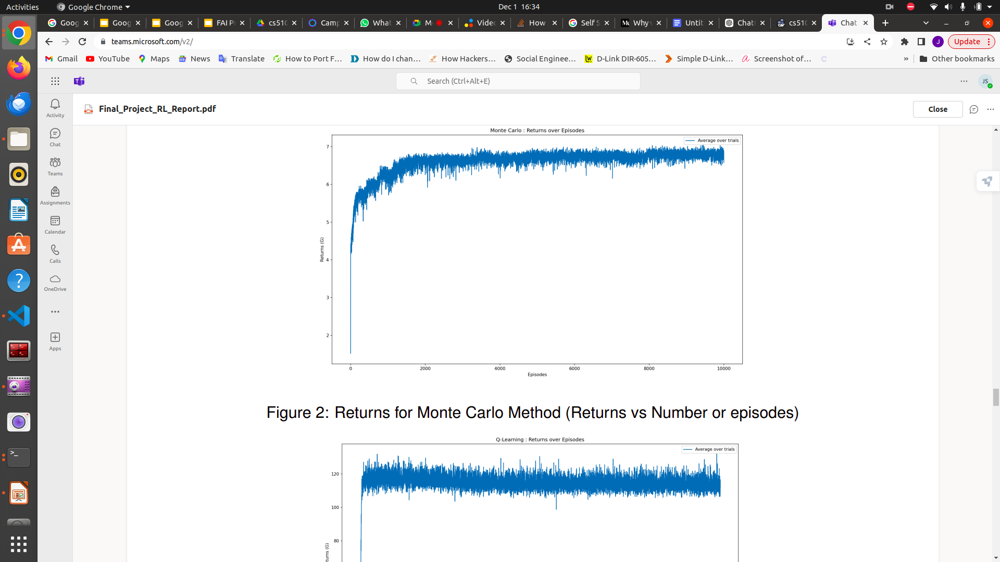 Activities
Google Chrome
Dec 1 16:34
Goog
Goog
Goog
FAI P
cs510
Camp
What
M
Videc
How
Self S
Why
Untit
Chat
cs510
Chat
teams.microsoft.com/v2/
J
Update
Gmail
YouTube
Maps
News
Translate
How to Port F…
How do I chan…
How Hackers…
Social Enginee…
D-Link DIR-605…
Simple D-Link…
Screenshot of…
»
Other bookmarks
Search (Ctrl+Alt+E)
JS
Activity
Chat
Teams
Assignments
Calendar
Calls
OneDrive
Apps
Final_Project_RL_Report.pdf
Close
Monte Carlo : Returns over Episodes
Average over trials
7
6
5
4
3
2
Returns (G)
0 2000 4000 6000 8000 10000
Episodes
Figure 2: Returns for Monte Carlo Method (Returns vs Number or episodes)
Q-Learning : Returns over Episodes
Average over trials
120
100
80
turns (G)